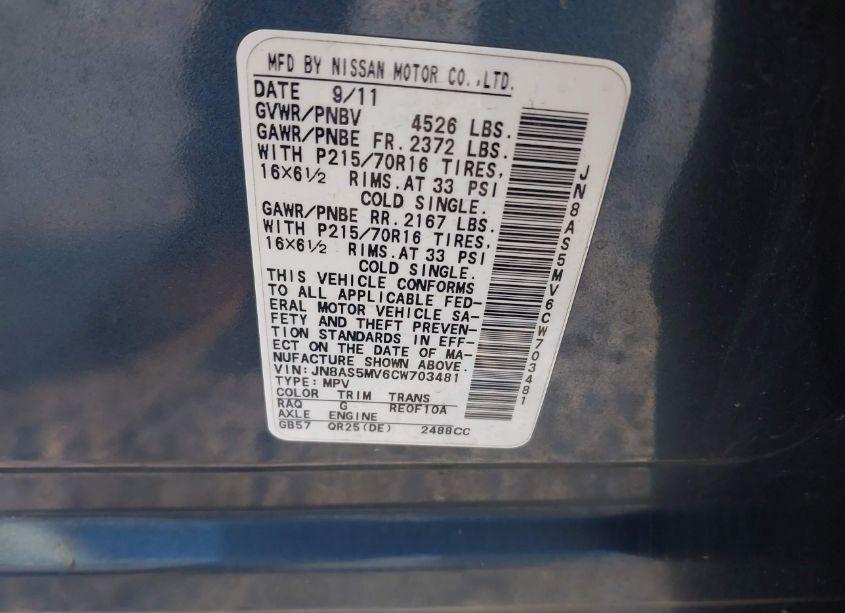 MFD BY NISSAN MOTOR CO.,LTD.
DATE 9/11
GVWR/PNBV 4526 LBS.
GAWR/PNBE FR. 2372 LBS.
WITH P215/70R16 TIRES,
16×6½ RIMS.AT 33 PSI
COLD SINGLE.
GAWR/PNBE RR. 2167 LBS.
WITH P215/70R16 TIRES,
16×6½ RIMS.AT 33 PSI
COLD SINGLE.
THIS VEHICLE CONFORMS
TO ALL APPLICABLE FED-
ERAL MOTOR VEHICLE SA-
FETY AND THEFT PREVEN-
TION STANDARDS IN EFF-
ECT ON THE DATE OF MA-
NUFACTURE SHOWN ABOVE.
VIN:JN8AS5MV6CW703481
TYPE:MPV
COLOR TRIM TRANS
RAQ G RE0F10A
AXLE ENGINE
GB57 QR25(DE) 2488CC
JN8AS5MV6CW703481